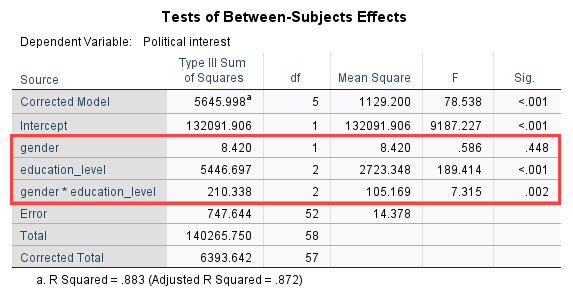 Tests of Between-Subjects Effects
Dependent Variable: Political interest
Source Type III Sum of Squares df Mean Square F Sig.
Corrected Model 5645.998a 5 1129.200 78.538 <.001
Intercept 132091.906 1 132091.906 9187.227 <.001
gender 8.420 1 8.420 .586 .448
education_level 5446.697 2 2723.348 189.414 <.001
gender * education_level 210.338 2 105.169 7.315 .002
Error 747.644 52 14.378
Total 140265.750 58
Corrected Total 6393.642 57
a. R Squared = .883 (Adjusted R Squared = .872)